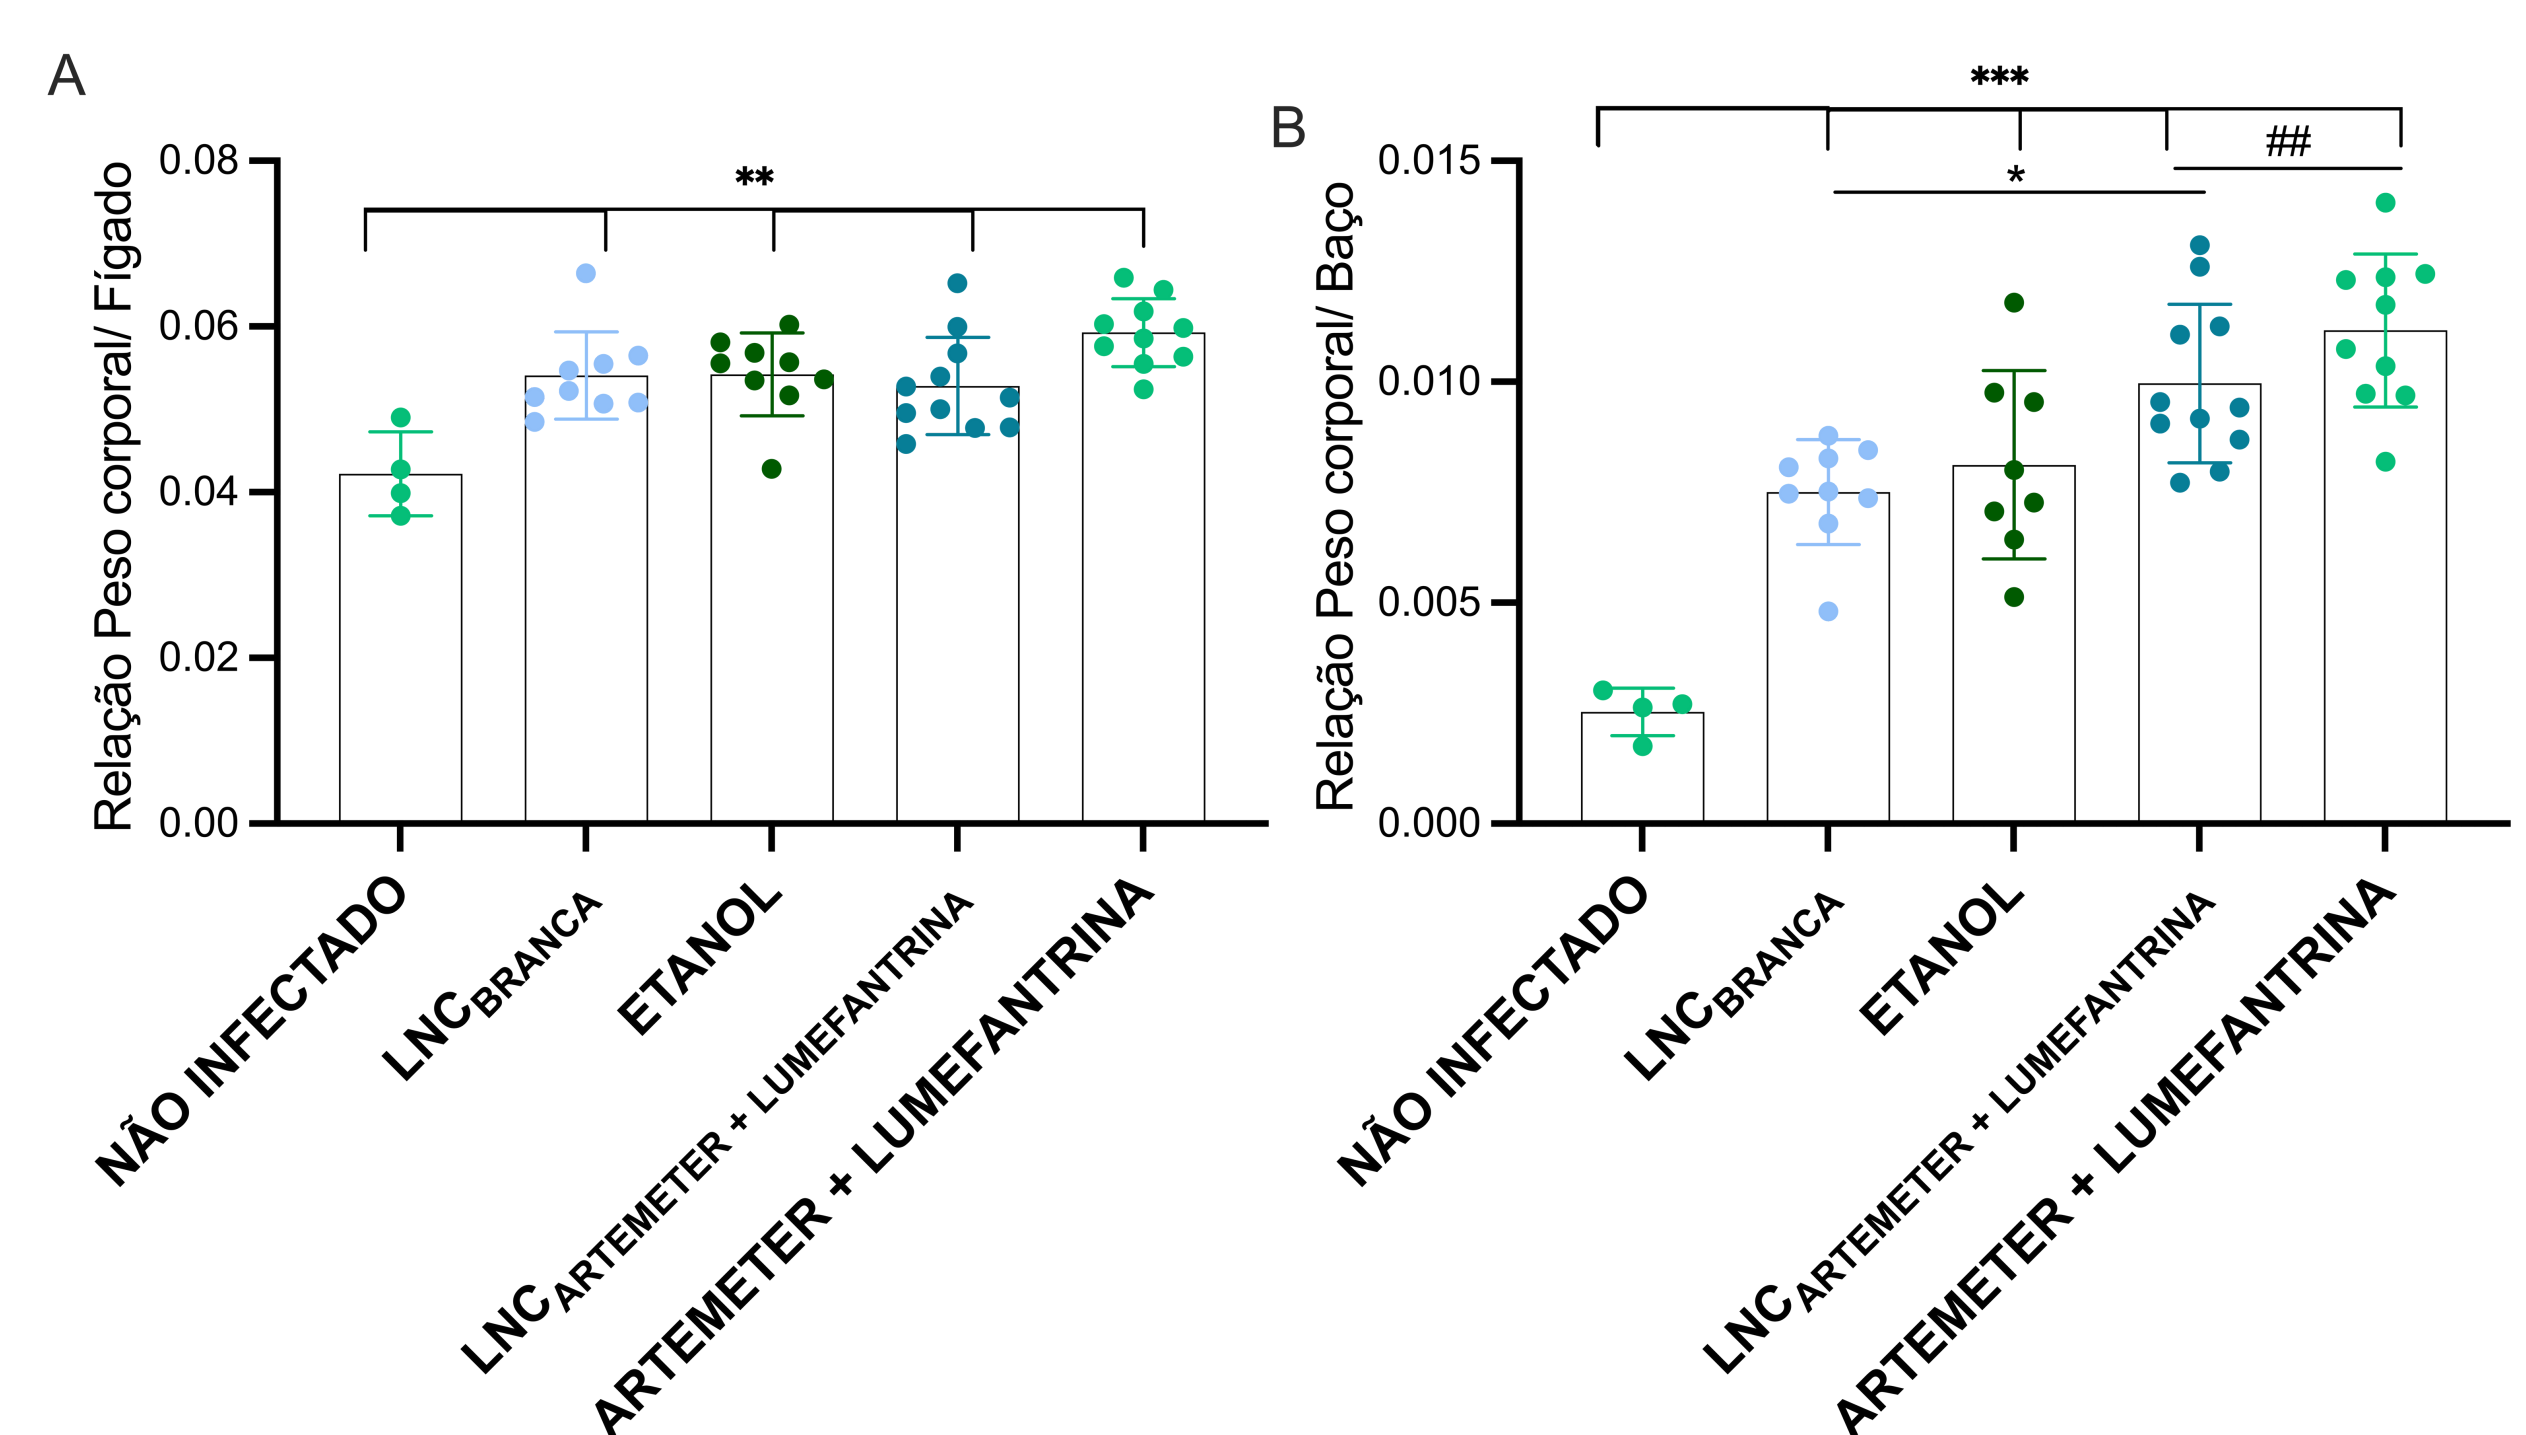 A
Relação Peso corporal/ Fígado
0.08
0.06
0.04
0.02
0.00
**
NÃO INFECTADO
LNC BRANCA
ETANOL
LNC ARTEMETER + LUMEFANTRINA
ARTEMETER + LUMEFANTRINA
B
Relação Peso corporal/ Baço
0.015
0.010
0.005
0.000
***
##
*
NÃO INFECTADO
LNC BRANCA
ETANOL
LNC ARTEMETER + LUMEFANTRINA
ARTEMETER + LUMEFANTRINA